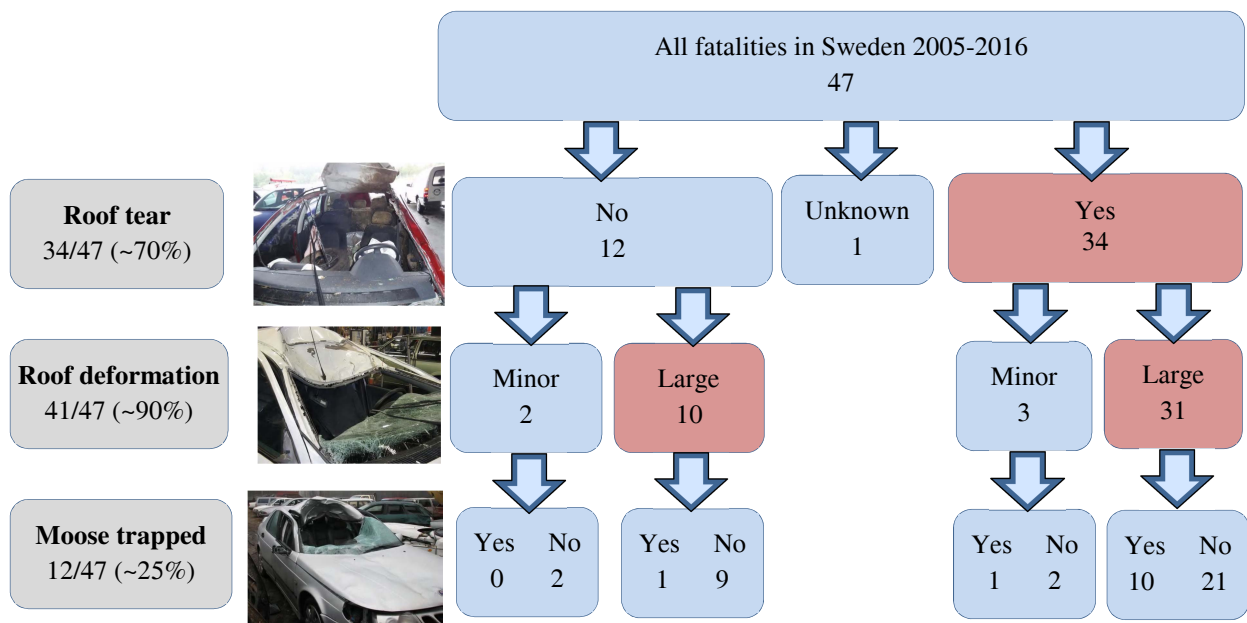 All fatalities in Sweden 2005-2016
47
Roof tear
34/47 (~70%)
No
12
Unknown
1
Yes
34
Roof deformation
41/47 (~90%)
Minor
2
Large
10
Minor
3
Large
31
Moose trapped
12/47 (~25%)
Yes No
0 2
Yes No
1 9
Yes No
1 2
Yes No
10 21